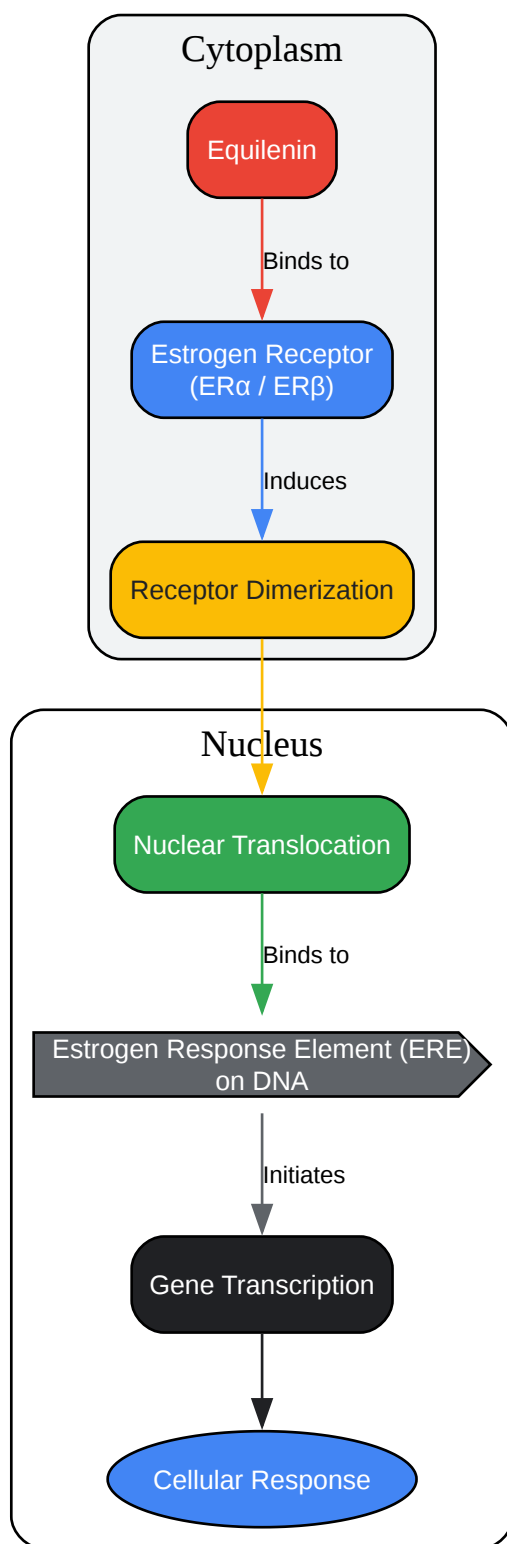 Cytoplasm
Equilenin
Binds to
Estrogen Receptor
(ERα / ERβ)
Induces
Receptor Dimerization
Nucleus
Nuclear Translocation
Binds to
Estrogen Response Element (ERE)
on DNA
Initiates
Gene Transcription
Cellular Response